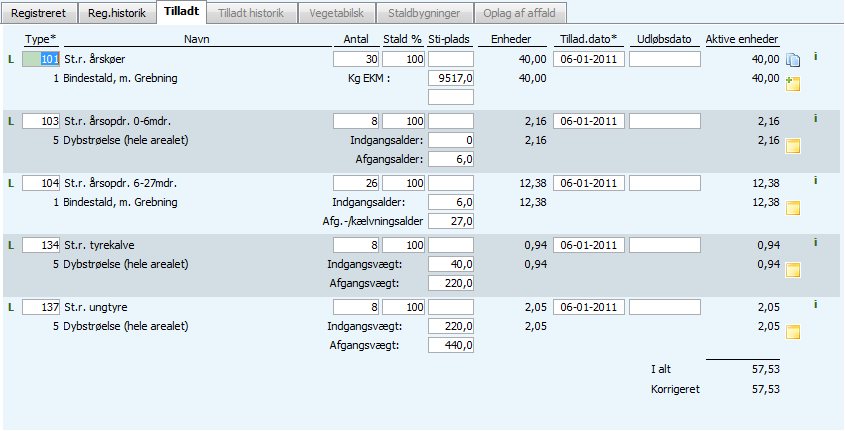 Registreret Reg.historik Tilladt Tilladt historik Vegetabilsk Staldbygninger Oplag af affald
Type* Navn Antal Stald % Sti-plads Enheder Tillad.dato* Udløbsdato Aktive enheder
L 101 St.r. årskøer 30 100 40,00 06-01-2011 40,00 i
1 Bindestald, m. Grebning Kg EKM : 9517,0 40,00 40,00
L 103 St.r. årsopdr. 0-6mdr. 8 100 2,16 06-01-2011 2,16 i
5 Dybstrøelse (hele arealet) Indgangsalder: 0 2,16 2,16
Afgangsalder: 6,0
L 104 St.r. årsopdr. 6-27mdr. 26 100 12,38 06-01-2011 12,38 i
1 Bindestald, m. Grebning Indgangsalder: 6,0 12,38 12,38
Afg.-/kælvningsalder 27,0
L 134 St.r. tyrekalve 8 100 0,94 06-01-2011 0,94 i
5 Dybstrøelse (hele arealet) Indgangsvægt: 40,0 0,94 0,94
Afgangsvægt: 220,0
L 137 St.r. ungtyre 8 100 2,05 06-01-2011 2,05 i
5 Dybstrøelse (hele arealet) Indgangsvægt: 220,0 2,05 2,05
Afgangsvægt: 440,0
I alt 57,53
Korrigeret 57,53